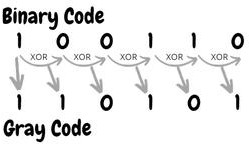 Binary Code
1 0 0 1 1 0
XOR XOR XOR XOR XOR
1 1 0 1 0 1
Gray Code